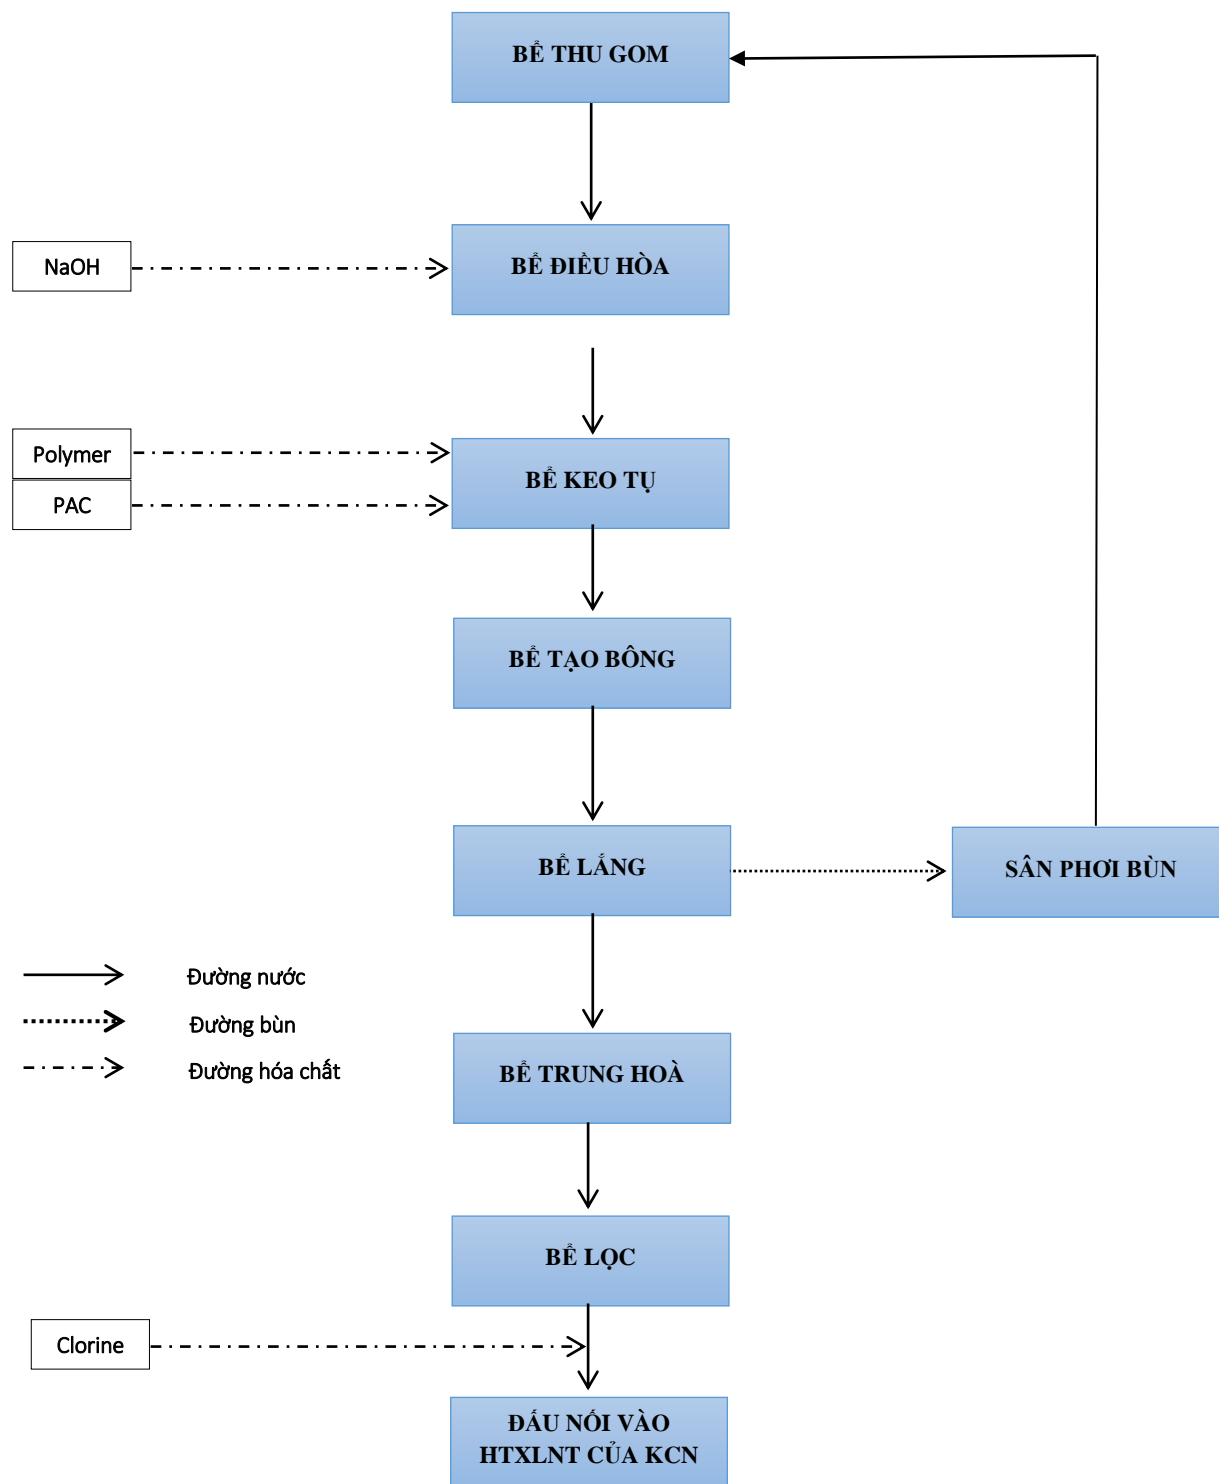 BỂ THU GOM
NaOH
BỂ ĐIỀU HÒA
Polymer
PAC
BỂ KEO TỤ
BỂ TẠO BÔNG
BỂ LẮNG
SÂN PHƠI BÙN
Đường nước
Đường bùn
Đường hóa chất
BỂ TRUNG HOÀ
BỂ LỌC
Clorine
ĐẤU NỐI VÀO
HTXLNT CỦA KCN